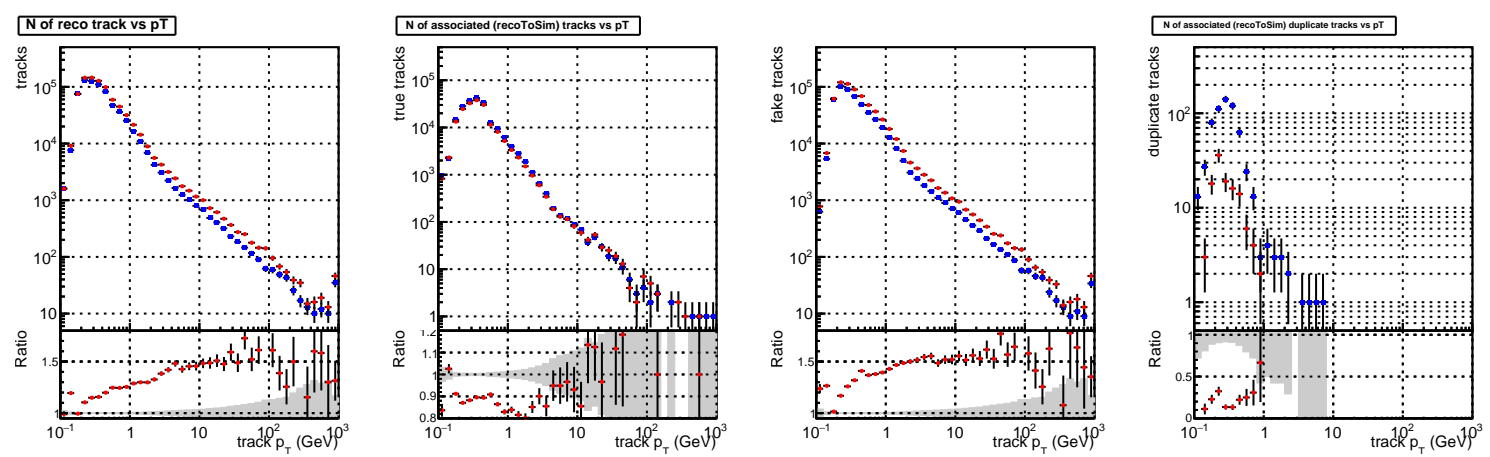 N of reco track vs pT
tracks
10^5
10^4
10^3
10^2
10
Ratio
1.5
1
10^-1 1 10 10^2 10^3
track p_T (GeV)
N of associated (recoToSim) tracks vs pT
true tracks
10^5
10^4
10^3
10^2
10
1
Ratio
1.2
1.1
1.0
0.9
0.8
10^-1 1 10 10^2 10^3
track p_T (GeV)
fake tracks
10^5
10^4
10^3
10^2
10
Ratio
1.5
1
10^-1 1 10 10^2 10^3
track p_T (GeV)
N of associated (recoToSim) duplicate tracks vs pT
duplicate tracks
10^2
10
1
Ratio
1
0.5
0
10^-1 1 10 10^2 10^3
track p_T (GeV)